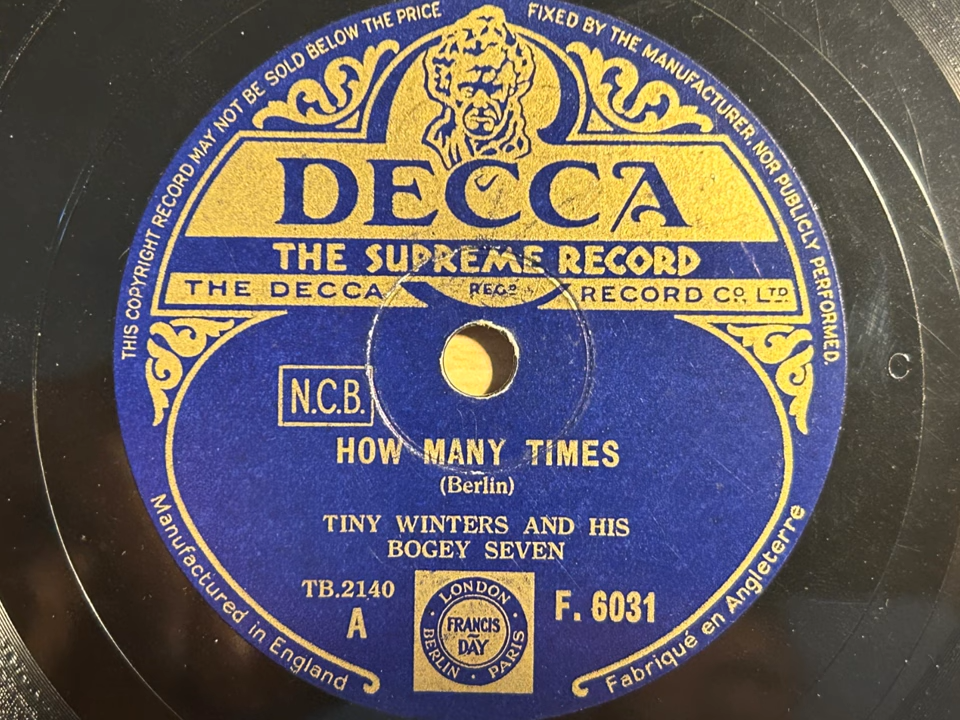 THIS COPYRIGHT RECORD MAY NOT BE SOLD BELOW THE PRICE FIXED BY THE MANUFACTURER, NOR PUBLICLY PERFORMED.
DECCA
THE SUPREME RECORD
THE DECCA REGD RECORD CO. LTD.
N.C.B.
HOW MANY TIMES
(Berlin)
TINY WINTERS AND HIS
BOGEY SEVEN
TB.2140
A
LONDON
FRANCIS
~
DAY
BERLIN · PARIS
F. 6031
Manufactured in England
Fabriqué en Angleterre
C